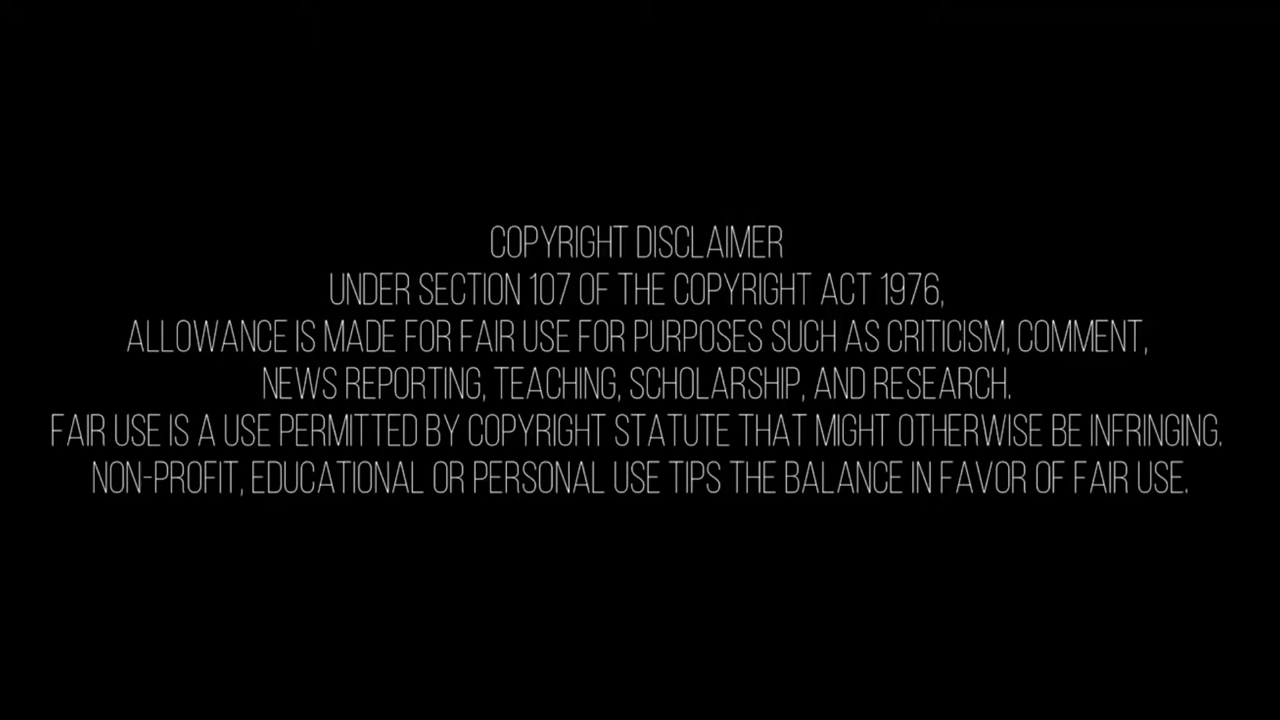 COPYRIGHT DISCLAIMER
UNDER SECTION 107 OF THE COPYRIGHT ACT 1976,
ALLOWANCE IS MADE FOR FAIR USE FOR PURPOSES SUCH AS CRITICISM, COMMENT,
NEWS REPORTING, TEACHING, SCHOLARSHIP, AND RESEARCH.
FAIR USE IS A USE PERMITTED BY COPYRIGHT STATUTE THAT MIGHT OTHERWISE BE INFRINGING.
NON-PROFIT, EDUCATIONAL OR PERSONAL USE TIPS THE BALANCE IN FAVOR OF FAIR USE.